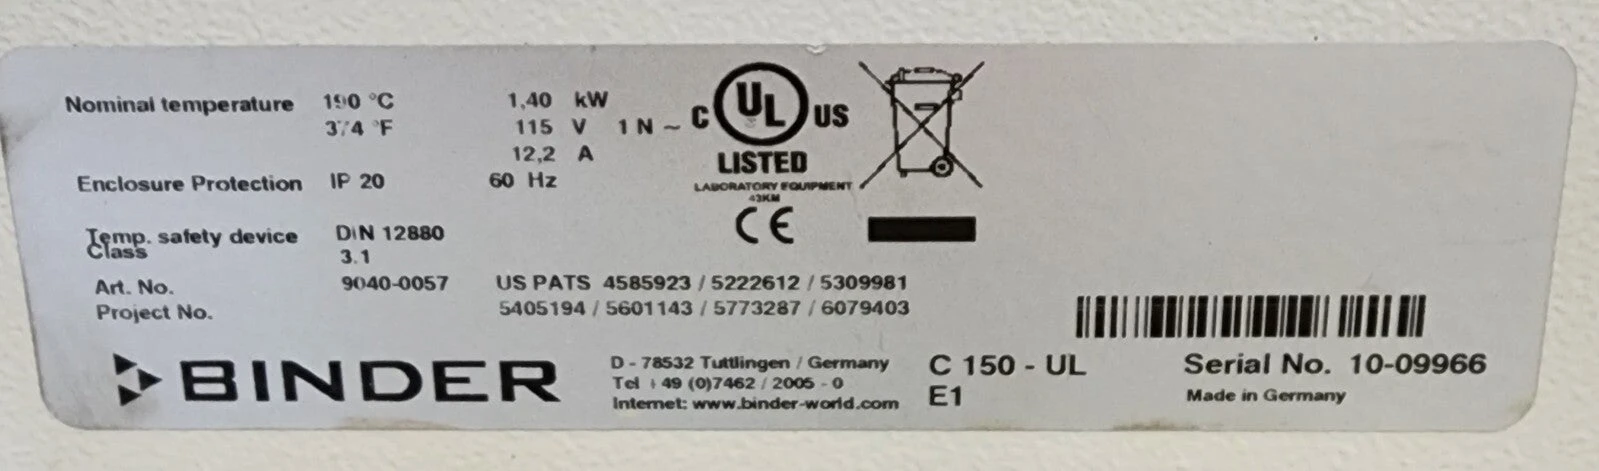 Nominal temperature 190 °C 1,40 kW
374 °F 115 V 1 N ~
12,2 A
Enclosure Protection IP 20 60 Hz
Temp. safety device DIN 12880
Class 3.1
Art. No. 9040-0057
Project No.
US PATS 4585923 / 5222612 / 5309981
5405194 / 5601143 / 5773287 / 6079403
C UL US
LISTED
LABORATORY EQUIPMENT
43KM
CE
BINDER
D - 78532 Tuttlingen / Germany
Tel + 49 (0)7462 / 2005 - 0
Internet: www.binder-world.com
C 150 - UL
E1
Serial No. 10-09966
Made in Germany